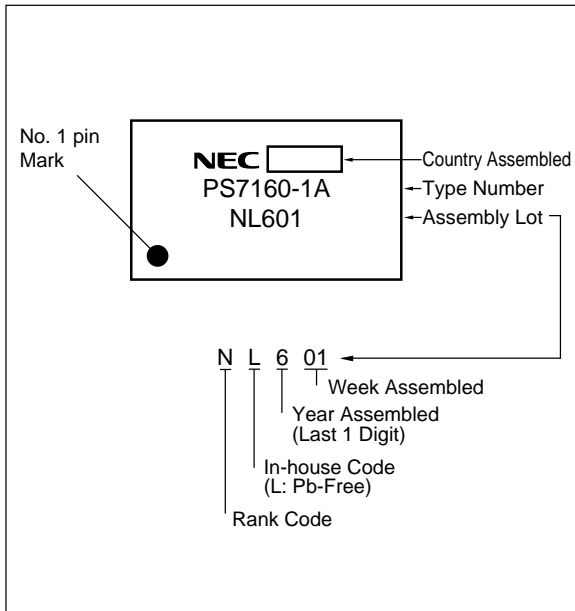 No. 1 pin
Mark
NEC
Country Assembled
PS7160-1A
Type Number
NL601
Assembly Lot
N L 6 01
Week Assembled
Year Assembled
(Last 1 Digit)
In-house Code
(L: Pb-Free)
Rank Code